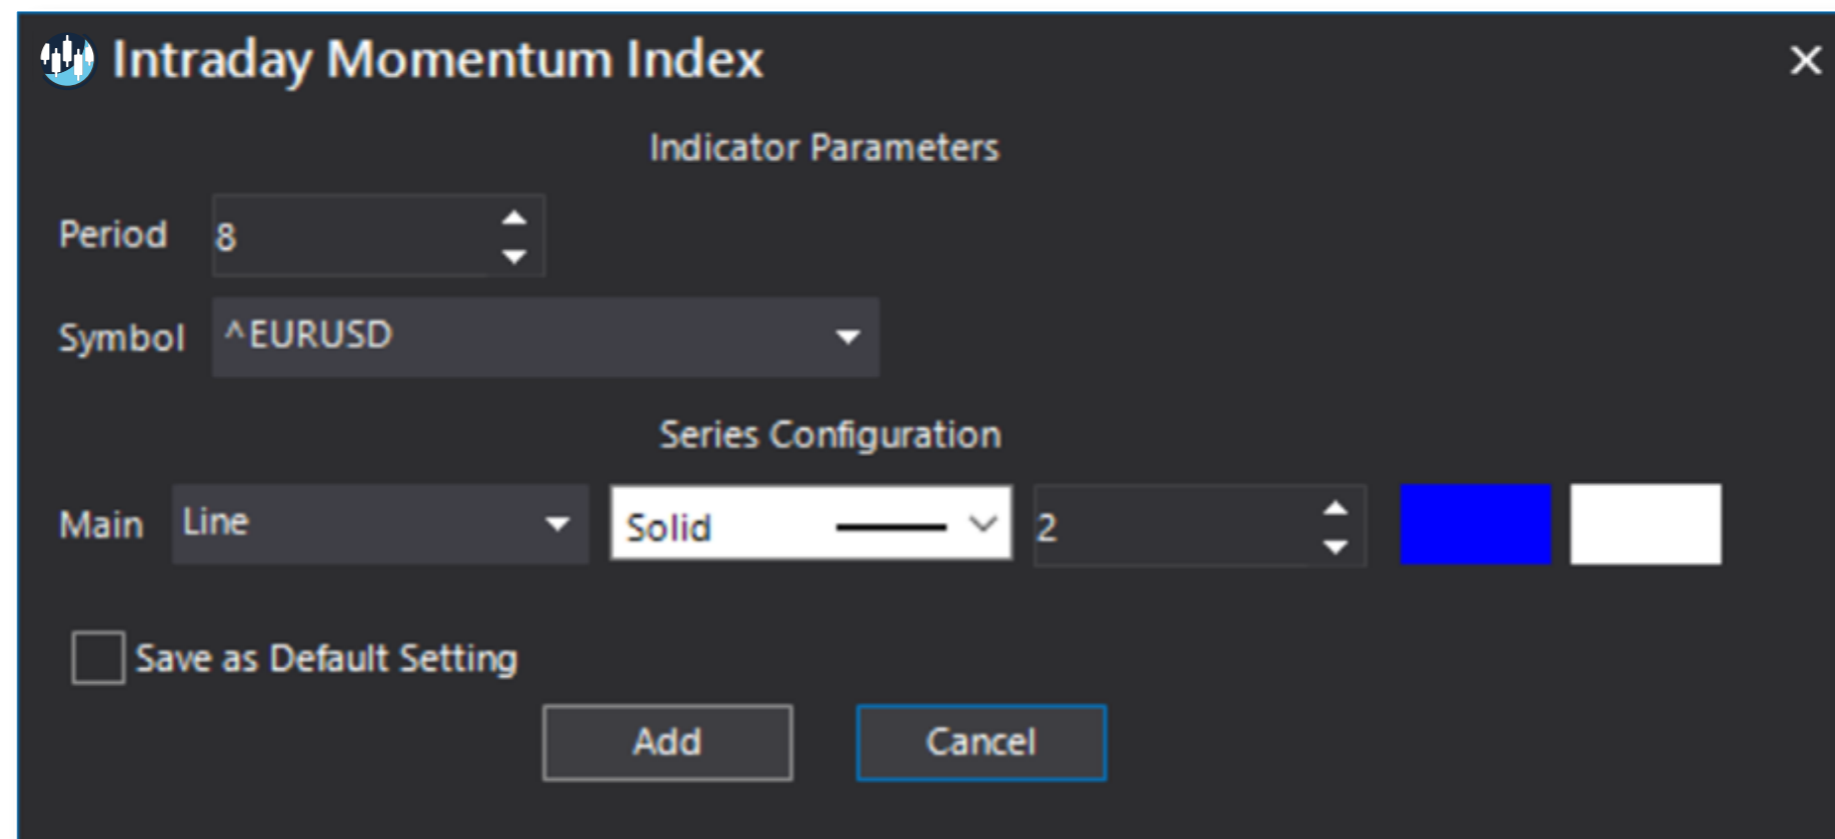 Intraday Momentum Index
Indicator Parameters
Period 8
Symbol ^EURUSD
Series Configuration
Main Line Solid 2
Save as Default Setting
Add Cancel